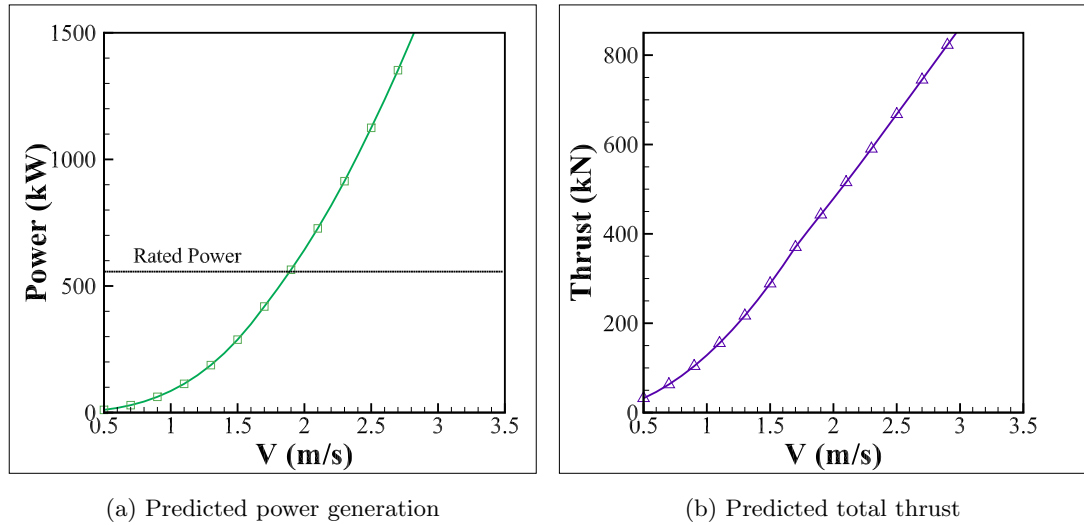 1500
1000
500
0
Power (kW)
Rated Power
0.5 1 1.5 2 2.5 3 3.5
V (m/s)
800
600
400
200
0
Thrust (kN)
0.5 1 1.5 2 2.5 3 3.5
V (m/s)
(a) Predicted power generation
(b) Predicted total thrust